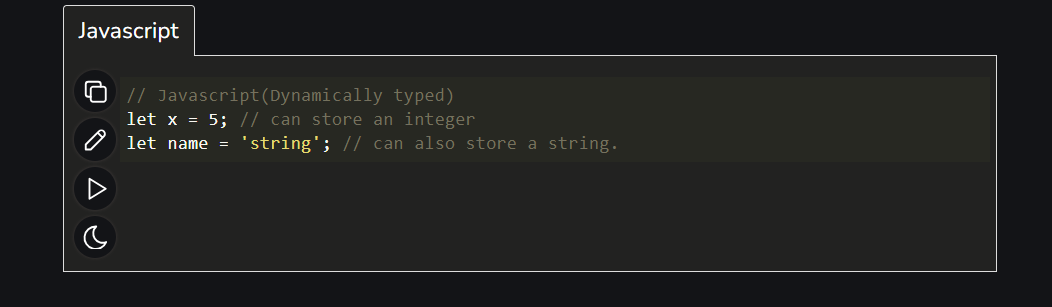 Javascript
// Javascript(Dynamically typed)
let x = 5; // can store an integer
let name = 'string'; // can also store a string.